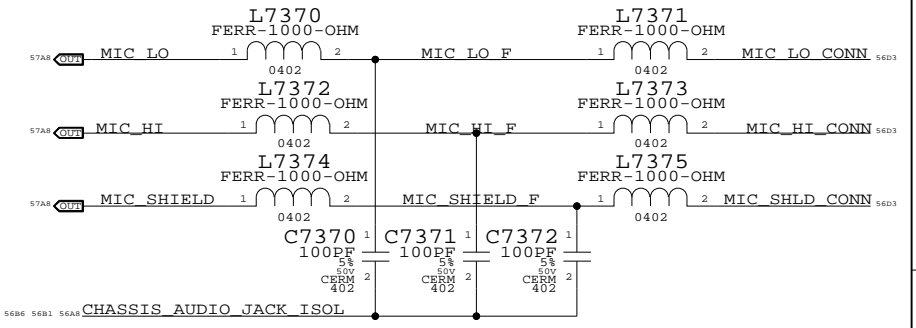 L7370
FERR-1000-OHM
57A8 OUT MIC_LO 1 2 MIC_LO_F
0402
L7371
FERR-1000-OHM
1 2 MIC_LO_CONN 56D3
0402
L7372
FERR-1000-OHM
57A8 OUT MIC_HI 1 2 MIC_HI_F
0402
L7373
FERR-1000-OHM
1 2 MIC_HI_CONN 56D3
0402
L7374
FERR-1000-OHM
57A8 OUT MIC_SHIELD 1 2 MIC_SHIELD_F
0402
L7375
FERR-1000-OHM
1 2 MIC_SHLD_CONN 56D3
0402
C7370 1
100PF
5%
50V
CERM 2
402
C7371 1
100PF
5%
50V
CERM 2
402
C7372 1
100PF
5%
50V
CERM 2
402
56B6 56B1 56A8 CHASSIS_AUDIO_JACK_ISOL